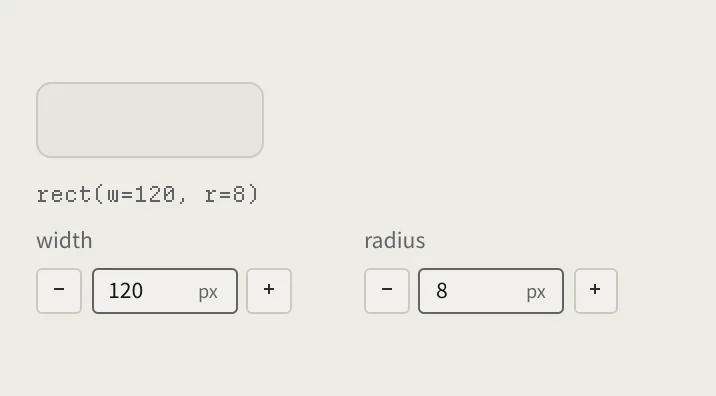 rect(w=120, r=8)
width radius
− 120 px + − 8 px +